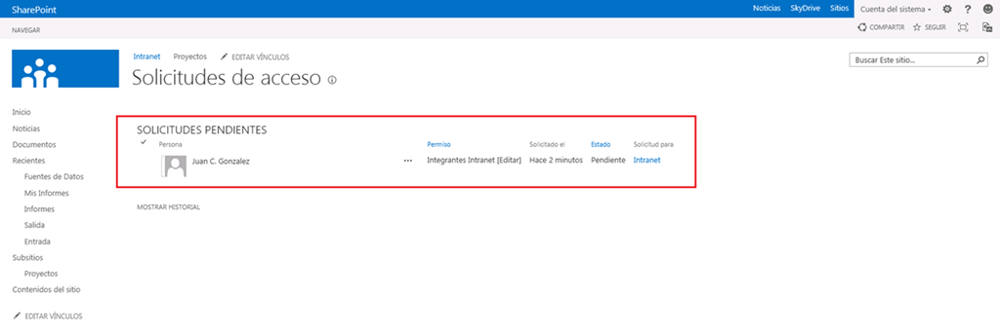 SharePoint Noticias SkyDrive Sitios Cuenta del sistema
NAVEGAR COMPARTIR SEGUIR
Intranet Proyectos EDITAR VÍNCULOS
Solicitudes de acceso
Buscar Este sitio...
Inicio
Noticias
Documentos
Recientes
Fuentes de Datos
Mis Informes
Informes
Salida
Entrada
Subsitios
Proyectos
Contenidos del sitio
EDITAR VÍNCULOS
SOLICITUDES PENDIENTES
Persona Permiso Solicitado el Estado Solicitud para
Juan C. Gonzalez ... Integrantes Intranet [Editar] Hace 2 minutos Pendiente Intranet
MOSTRAR HISTORIAL